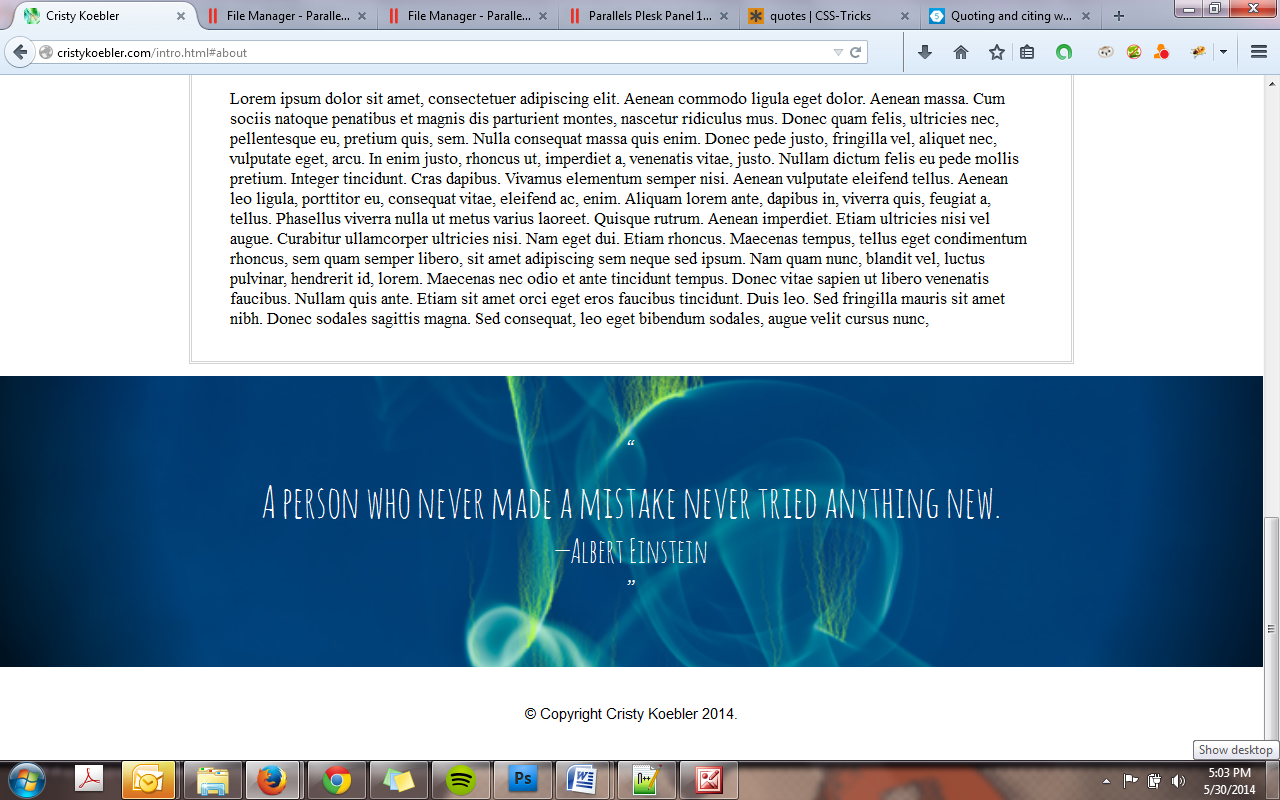 Cristy Koebler
File Manager - Paralle...
File Manager - Paralle...
Parallels Plesk Panel 1...
quotes | CSS-Tricks
Quoting and citing w...
cristykoebler.com/intro.html#about
Lorem ipsum dolor sit amet, consectetuer adipiscing elit. Aenean commodo ligula eget dolor. Aenean massa. Cum
sociis natoque penatibus et magnis dis parturient montes, nascetur ridiculus mus. Donec quam felis, ultricies nec,
pellentesque eu, pretium quis, sem. Nulla consequat massa quis enim. Donec pede justo, fringilla vel, aliquet nec,
vulputate eget, arcu. In enim justo, rhoncus ut, imperdiet a, venenatis vitae, justo. Nullam dictum felis eu pede mollis
pretium. Integer tincidunt. Cras dapibus. Vivamus elementum semper nisi. Aenean vulputate eleifend tellus. Aenean
leo ligula, porttitor eu, consequat vitae, eleifend ac, enim. Aliquam lorem ante, dapibus in, viverra quis, feugiat a,
tellus. Phasellus viverra nulla ut metus varius laoreet. Quisque rutrum. Aenean imperdiet. Etiam ultricies nisi vel
augue. Curabitur ullamcorper ultricies nisi. Nam eget dui. Etiam rhoncus. Maecenas tempus, tellus eget condimentum
rhoncus, sem quam semper libero, sit amet adipiscing sem neque sed ipsum. Nam quam nunc, blandit vel, luctus
pulvinar, hendrerit id, lorem. Maecenas nec odio et ante tincidunt tempus. Donec vitae sapien ut libero venenatis
faucibus. Nullam quis ante. Etiam sit amet orci eget eros faucibus tincidunt. Duis leo. Sed fringilla mauris sit amet
nibh. Donec sodales sagittis magna. Sed consequat, leo eget bibendum sodales, augue velit cursus nunc,
“
A PERSON WHO NEVER MADE A MISTAKE NEVER TRIED ANYTHING NEW.
—ALBERT EINSTEIN
”
© Copyright Cristy Koebler 2014.
Show desktop
Ps
5:03 PM
5/30/2014